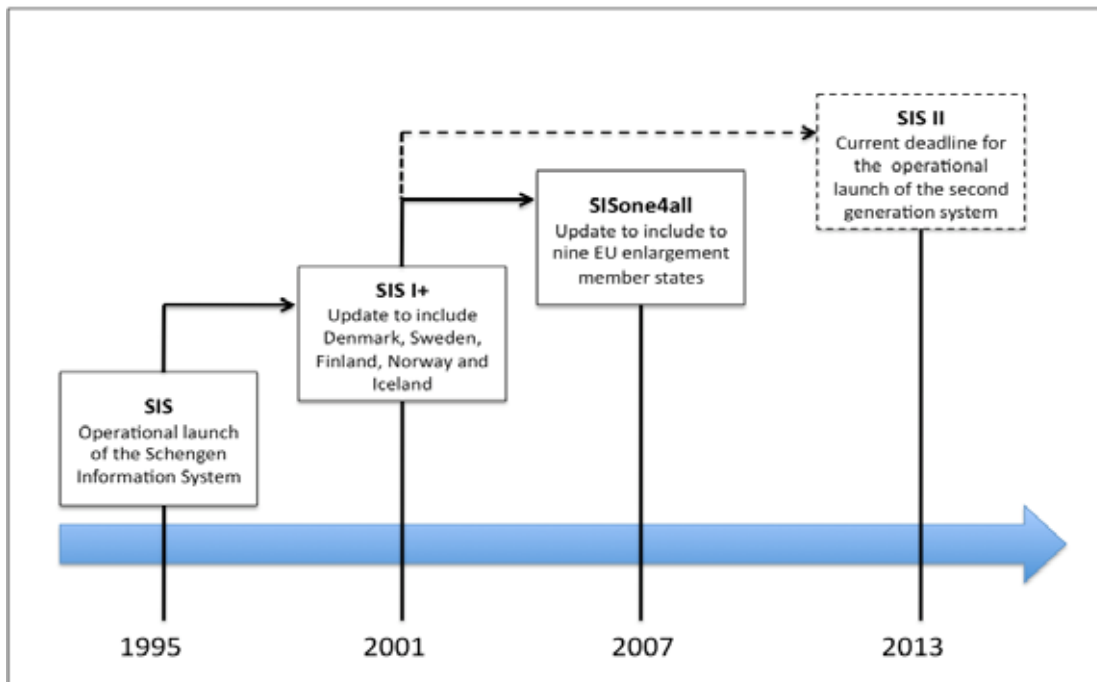 SIS II
Current deadline for
the operational
launch of the second
generation system
SISone4all
Update to include to
nine EU enlargement
member states
SIS I+
Update to include
Denmark, Sweden,
Finland, Norway and
Iceland
SIS
Operational launch
of the Schengen
Information System
1995
2001
2007
2013